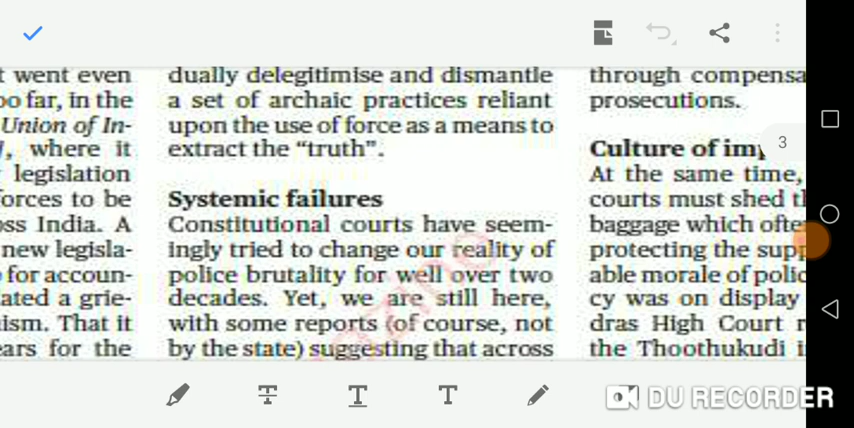 t went even
oo far, in the
Union of In-
, where it
legislation
forces to be
ss India. A
new legisla-
for accoun-
ated a grie-
ism. That it
ears for the
dually delegitimise and dismantle
a set of archaic practices reliant
upon the use of force as a means to
extract the “truth”.
Systemic failures
Constitutional courts have seem-
ingly tried to change our reality of
police brutality for well over two
decades. Yet, we are still here,
with some reports (of course, not
by the state) suggesting that across
through compensa
prosecutions.
Culture of im
At the same time,
courts must shed t
baggage which ofte
protecting the supp
able morale of polic
cy was on display
dras High Court r
the Thoothukudi i
3
T
T
T
DU RECORDER